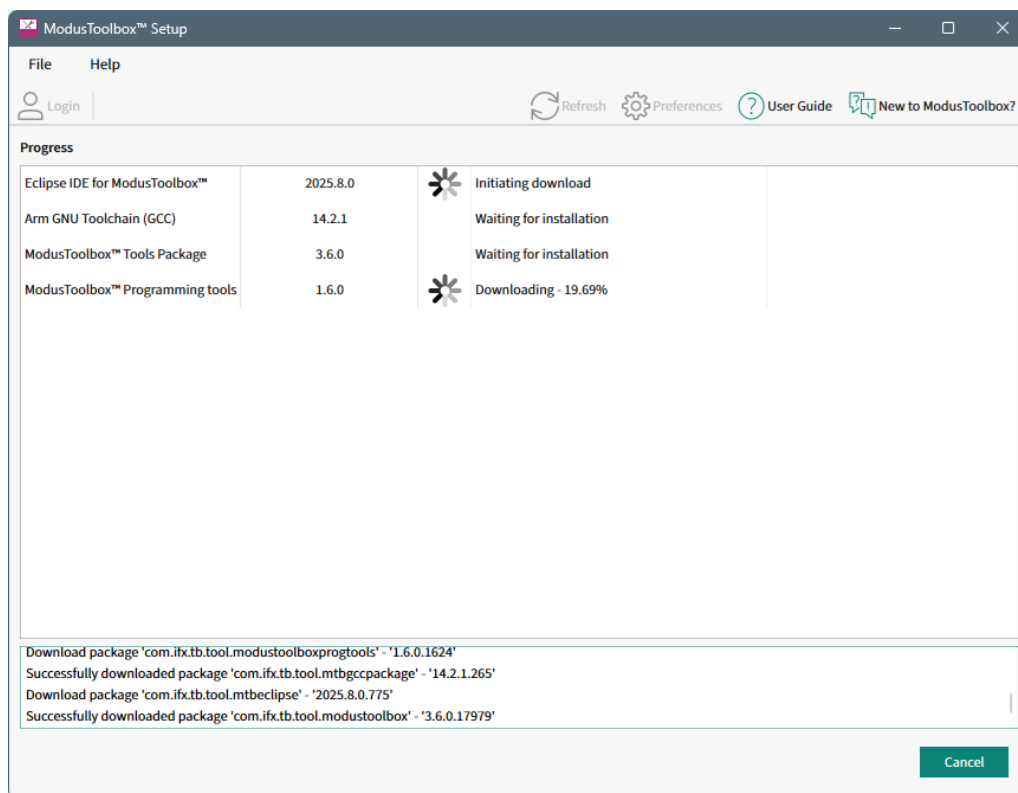 ModusToolbox™ Setup
File Help
Login Refresh Preferences User Guide New to ModusToolbox?
Progress
Eclipse IDE for ModusToolbox™ 2025.8.0 Initiating download
Arm GNU Toolchain (GCC) 14.2.1 Waiting for installation
ModusToolbox™ Tools Package 3.6.0 Waiting for installation
ModusToolbox™ Programming tools 1.6.0 Downloading - 19.69%
Download package 'com.ifx.tb.tool.modustoolboxprogtools' - '1.6.0.1624'
Successfully downloaded package 'com.ifx.tb.tool.mtbgccpackage' - '14.2.1.265'
Download package 'com.ifx.tb.tool.mtbeclipse' - '2025.8.0.775'
Successfully downloaded package 'com.ifx.tb.tool.modustoolbox' - '3.6.0.17979'
Cancel